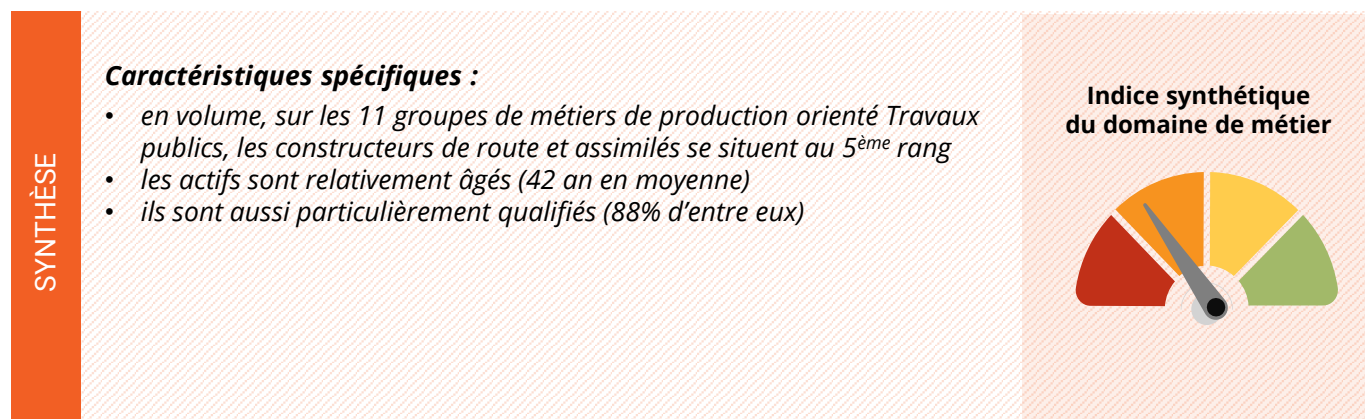 SYNTHÈSE
Caractéristiques spécifiques :
• en volume, sur les 11 groupes de métiers de production orienté Travaux
publics, les constructeurs de route et assimilés se situent au 5ème rang
• les actifs sont relativement âgés (42 an en moyenne)
• ils sont aussi particulièrement qualifiés (88% d’entre eux)
Indice synthétique
du domaine de métier